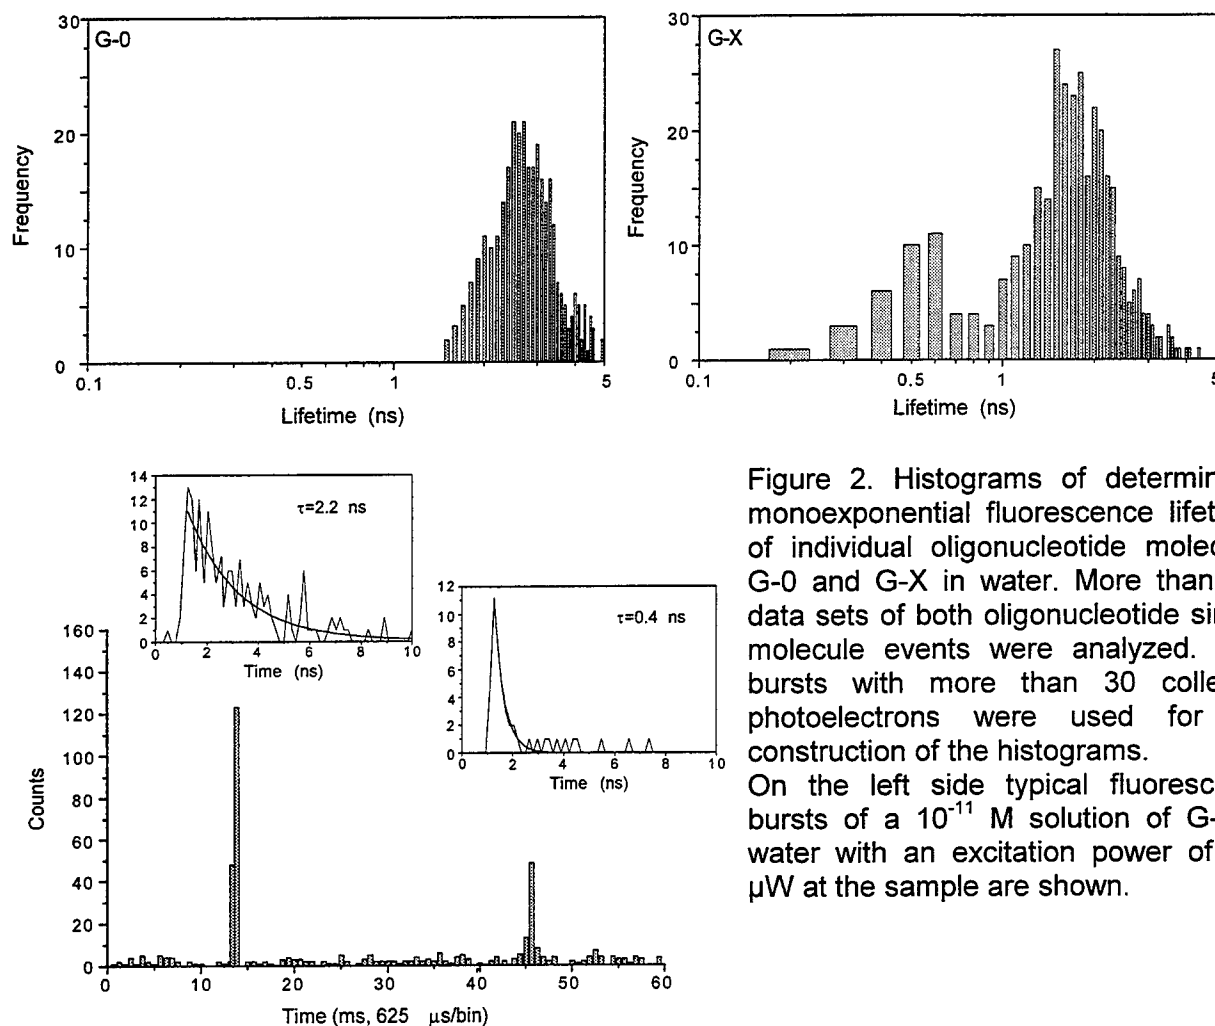 30
G-0
20
10
0
Frequency
0.1
0.5
1
5
Lifetime (ns)
30
G-X
20
10
0
Frequency
0.1
0.5
1
5
Lifetime (ns)
14
12
10
8
6
4
2
0
τ=2.2 ns
0
2
4
6
8
10
Time (ns)
12
10
8
6
4
2
0
τ=0.4 ns
0
2
4
6
8
10
Time (ns)
160
140
120
100
80
60
40
20
0
Counts
0
10
20
30
40
50
60
Time (ms, 625 µs/bin)
Figure 2. Histograms of determin
monoexponential fluorescence lifet
of individual oligonucleotide molec
G-0 and G-X in water. More than
data sets of both oligonucleotide sin
molecule events were analyzed.
bursts with more than 30 colle
photoelectrons were used for
construction of the histograms.
On the left side typical fluoresc
bursts of a 10⁻¹¹ M solution of G-
water with an excitation power of
µW at the sample are shown.